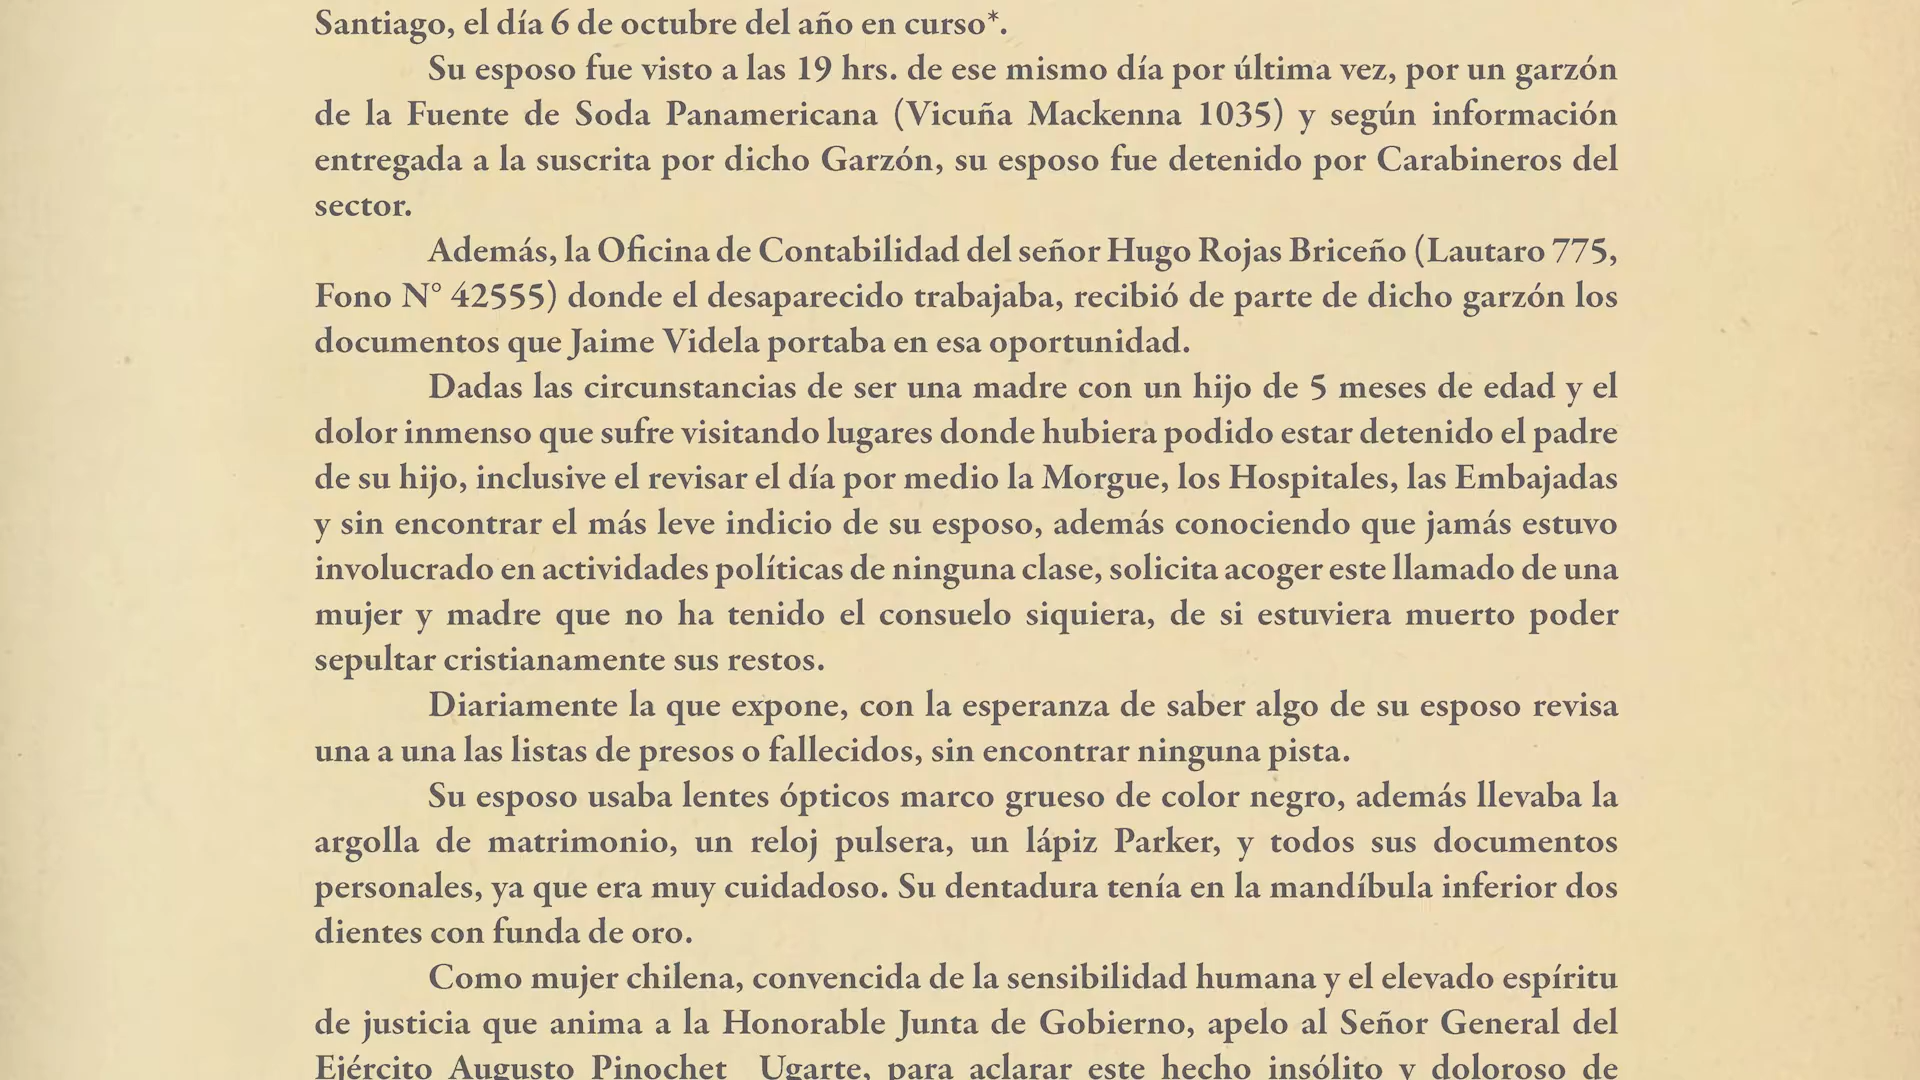 Santiago, el día 6 de octubre del año en curso*.
Su esposo fue visto a las 19 hrs. de ese mismo día por última vez, por un garzón
de la Fuente de Soda Panamericana (Vicuña Mackenna 1035) y según información
entregada a la suscrita por dicho Garzón, su esposo fue detenido por Carabineros del
sector.
Además, la Oficina de Contabilidad del señor Hugo Rojas Briceño (Lautaro 775,
Fono N° 42555) donde el desaparecido trabajaba, recibió de parte de dicho garzón los
documentos que Jaime Videla portaba en esa oportunidad.
Dadas las circunstancias de ser una madre con un hijo de 5 meses de edad y el
dolor inmenso que sufre visitando lugares donde hubiera podido estar detenido el padre
de su hijo, inclusive el revisar el día por medio la Morgue, los Hospitales, las Embajadas
y sin encontrar el más leve indicio de su esposo, además conociendo que jamás estuvo
involucrado en actividades políticas de ninguna clase, solicita acoger este llamado de una
mujer y madre que no ha tenido el consuelo siquiera, de si estuviera muerto poder
sepultar cristianamente sus restos.
Diariamente la que expone, con la esperanza de saber algo de su esposo revisa
una a una las listas de presos o fallecidos, sin encontrar ninguna pista.
Su esposo usaba lentes ópticos marco grueso de color negro, además llevaba la
argolla de matrimonio, un reloj pulsera, un lápiz Parker, y todos sus documentos
personales, ya que era muy cuidadoso. Su dentadura tenía en la mandíbula inferior dos
dientes con funda de oro.
Como mujer chilena, convencida de la sensibilidad humana y el elevado espíritu
de justicia que anima a la Honorable Junta de Gobierno, apelo al Señor General del
Ejército Augusto Pinochet Ugarte, para aclarar este hecho insólito y doloroso de